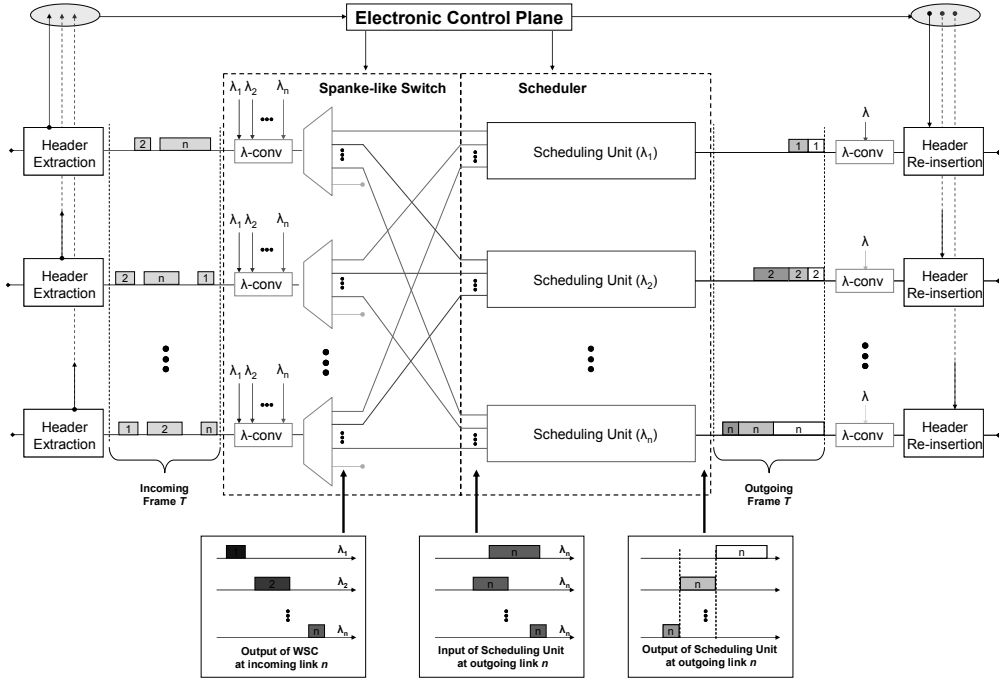 Electronic Control Plane
Spanke-like Switch
Scheduler
λ1 λ2 λn
•••
Header
Extraction
2 n
λ-conv
Scheduling Unit (λ1)
1 1
λ
λ-conv
Header
Re-insertion
λ1 λ2 λn
•••
Header
Extraction
2 n 1
λ-conv
Scheduling Unit (λ2)
2 2 2
λ
λ-conv
Header
Re-insertion
λ1 λ2 λn
•••
Header
Extraction
1 2 n
λ-conv
Scheduling Unit (λn)
n n n
λ
λ-conv
Header
Re-insertion
Incoming
Frame T
Outgoing
Frame T
λ1
2 λ2
n λn
Output of WSC
at incoming link n
n λn
n λn
n λn
Input of Scheduling Unit
at outgoing link n
n
n
n
Output of Scheduling Unit
at outgoing link n